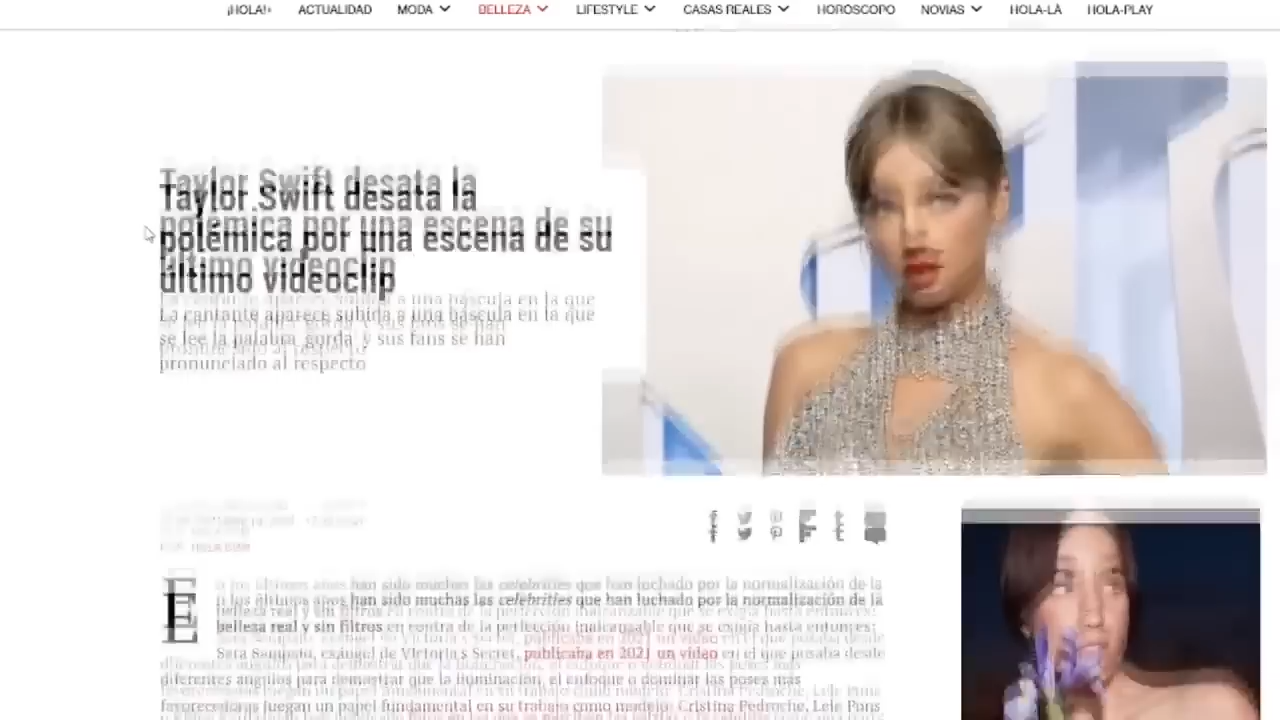 ¡HOLA!+ ACTUALIDAD MODA BELLEZA LIFESTYLE CASAS REALES HORÓSCOPO NOVIAS HOLA-LÀ HOLA-PLAY
Taylor Swift desata la
polémica por una escena de su
último videoclip
La cantante aparece subida a una báscula en la que
se lee la palabra 'gorda' y sus fans se han
pronunciado al respecto
En los últimos años han sido muchas las celebrities que han luchado por la normalización de la
belleza real y sin filtros en contra de la perfección inalcanzable que se exigía hasta entonces:
Sara Sampaio, exángel de Victoria's Secret, publicaba en 2021 un vídeo en el que posaba desde
diferentes ángulos para demostrar que la iluminación, el enfoque o dominar las poses más
favorecedoras juegan un papel fundamental en su trabajo como modelo. Cristina Pedroche, Lele Pons